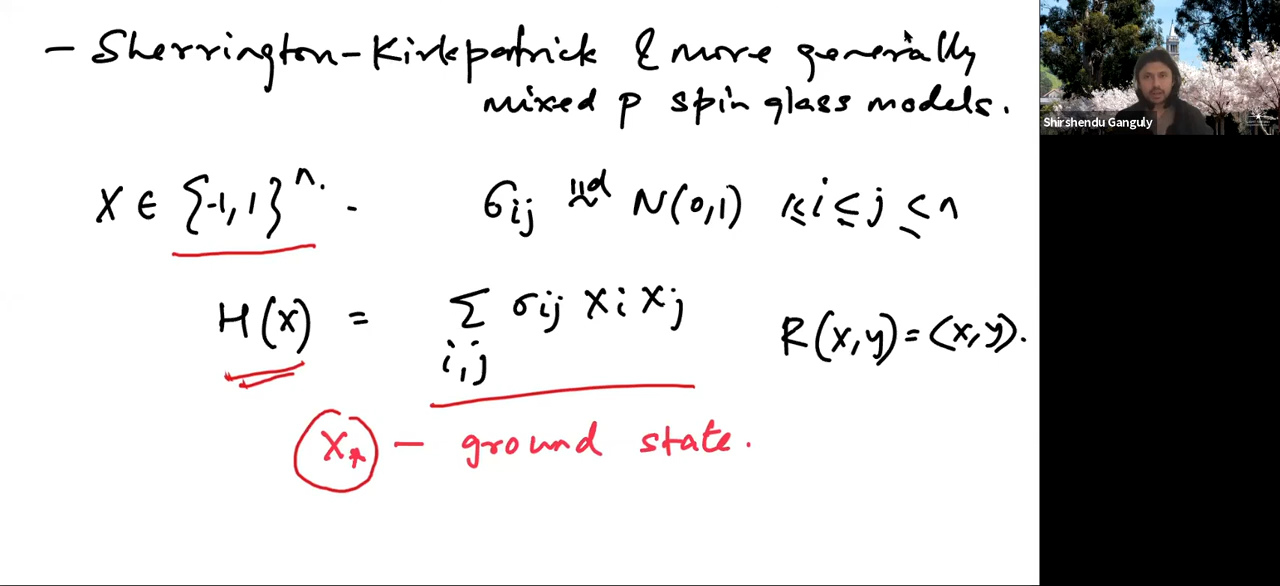 - Sherrington-Kirkpatrick & more generally
mixed p spin glass models.
X ∈ {-1,1}^n. σij iid~ N(0,1) 1≤i≤j≤n
H(x) = Σ_{i,j} σij xi xj R(x,y)=<x,y>.
X* - ground state.
Shirshendu Ganguly